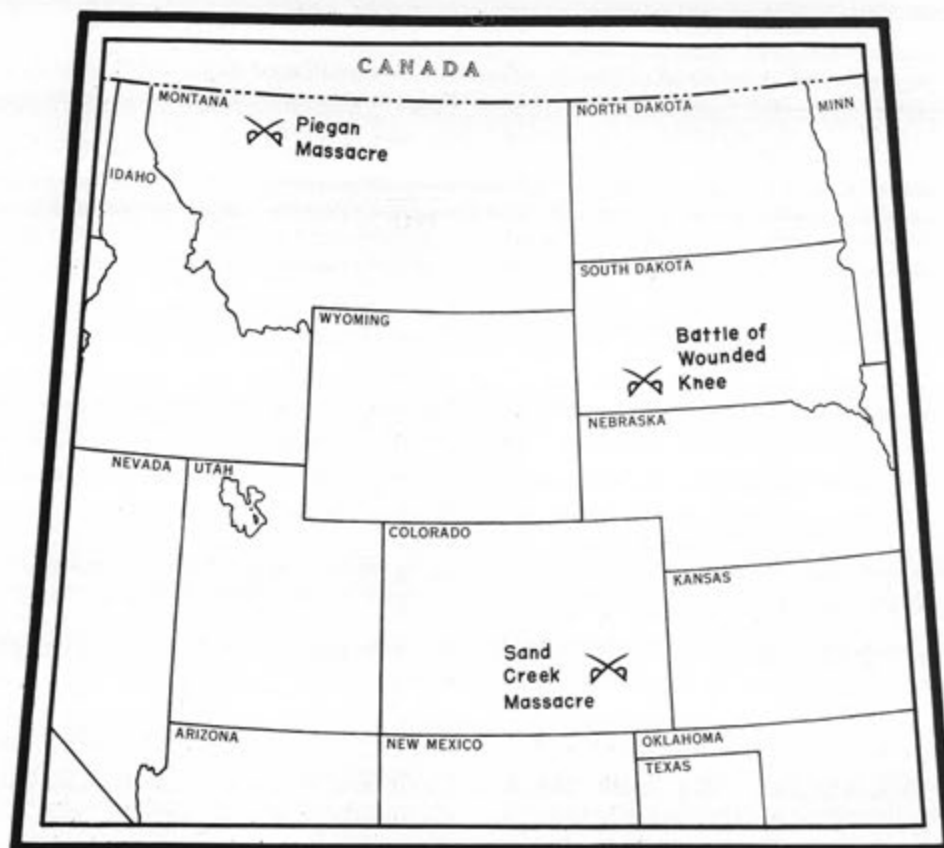 CANADA
MONTANA
NORTH DAKOTA
MINN
Piegan
Massacre
IDAHO
SOUTH DAKOTA
WYOMING
Battle of
Wounded
Knee
NEBRASKA
NEVADA
UTAH
COLORADO
KANSAS
Sand
Creek
Massacre
ARIZONA
NEW MEXICO
OKLAHOMA
TEXAS